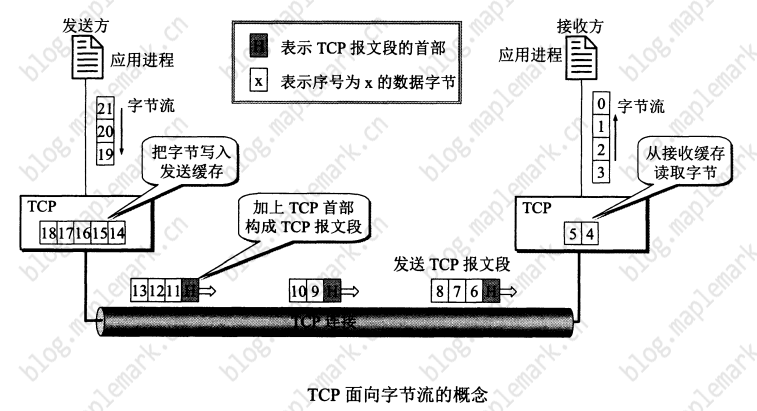 发送方
接收方
应用进程
应用进程
H 表示 TCP 报文段的首部
x 表示序号为 x 的数据字节
21
20
19
字节流
0
1
2
3
字节流
把字节写入
发送缓存
从接收缓存
读取字节
TCP
18 17 16 15 14
加上 TCP 首部
构成 TCP 报文段
TCP
5 4
发送 TCP 报文段
13 12 11 H
10 9 H
8 7 6 H
TCP 连接
TCP 面向字节流的概念
blog.maplemark.cn